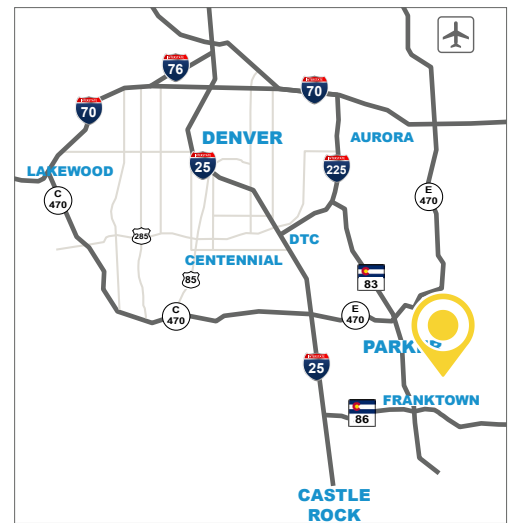 76
70
70
DENVER
AURORA
LAKEWOOD
25
225
C
470
E
470
285
DTC
CENTENNIAL
85
83
C
470
E
470
PARKER
25
FRANKTOWN
86
CASTLE
ROCK